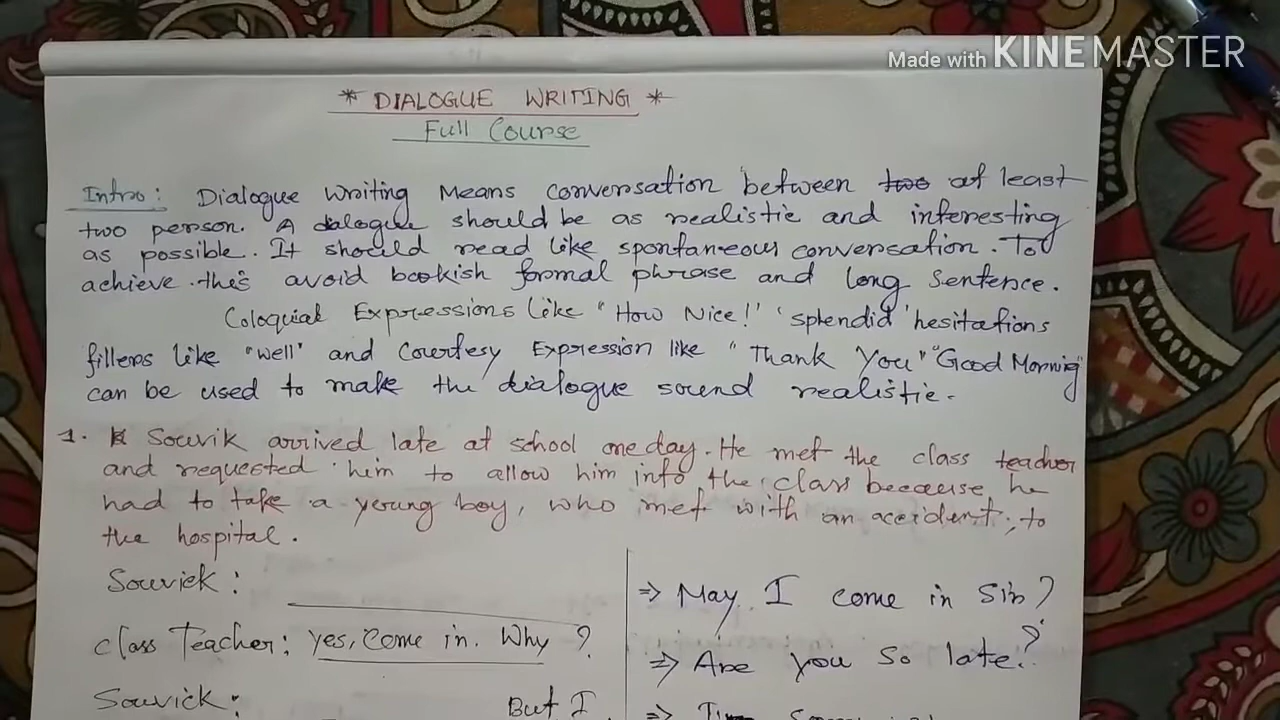 Made with KINEMASTER
* DIALOGUE WRITING *
Full Course
Intro: Dialogue Writing Means conversation between two at least
two person. A dialogue should be as realistic and interesting
as possible. It should read like spontaneous conversation. To
achieve this avoid bookish formal phrase and long sentence.
Coloquial Expressions like "How Nice!" 'splendid' hesitations
fillers like "well" and Courtesy Expression like "Thank You" "Good Morning"
can be used to make the dialogue sound realistic.
1. Souvik arrived late at school one day. He met the class teacher
and requested him to allow him into the class because he
had to take a young boy, who met with an accident, to
the hospital.
Souvick:
⇒ May I come in Sir?
Class Teacher: Yes, Come in. Why ?
⇒ Are you so late?
Souvick: But I
⇒